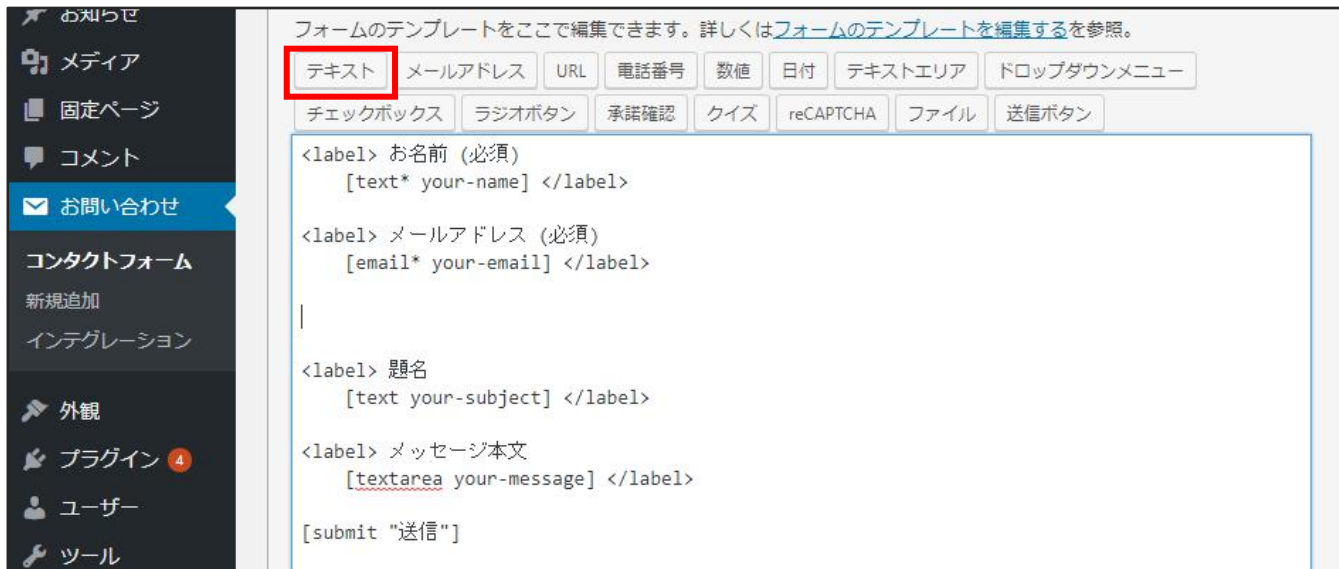 お知らせ
メディア
固定ページ
コメント
お問い合わせ
コンタクトフォーム
新規追加
インテグレーション
外観
プラグイン 4
ユーザー
ツール
フォームのテンプレートをここで編集できます。詳しくはフォームのテンプレートを編集するを参照。
テキスト メールアドレス URL 電話番号 数値 日付 テキストエリア ドロップダウンメニュー
チェックボックス ラジオボタン 承諾確認 クイズ reCAPTCHA ファイル 送信ボタン
<label> お名前 (必須)
    [text* your-name] </label>
<label> メールアドレス (必須)
    [email* your-email] </label>
<label> 題名
    [text your-subject] </label>
<label> メッセージ本文
    [textarea your-message] </label>
[submit "送信"]